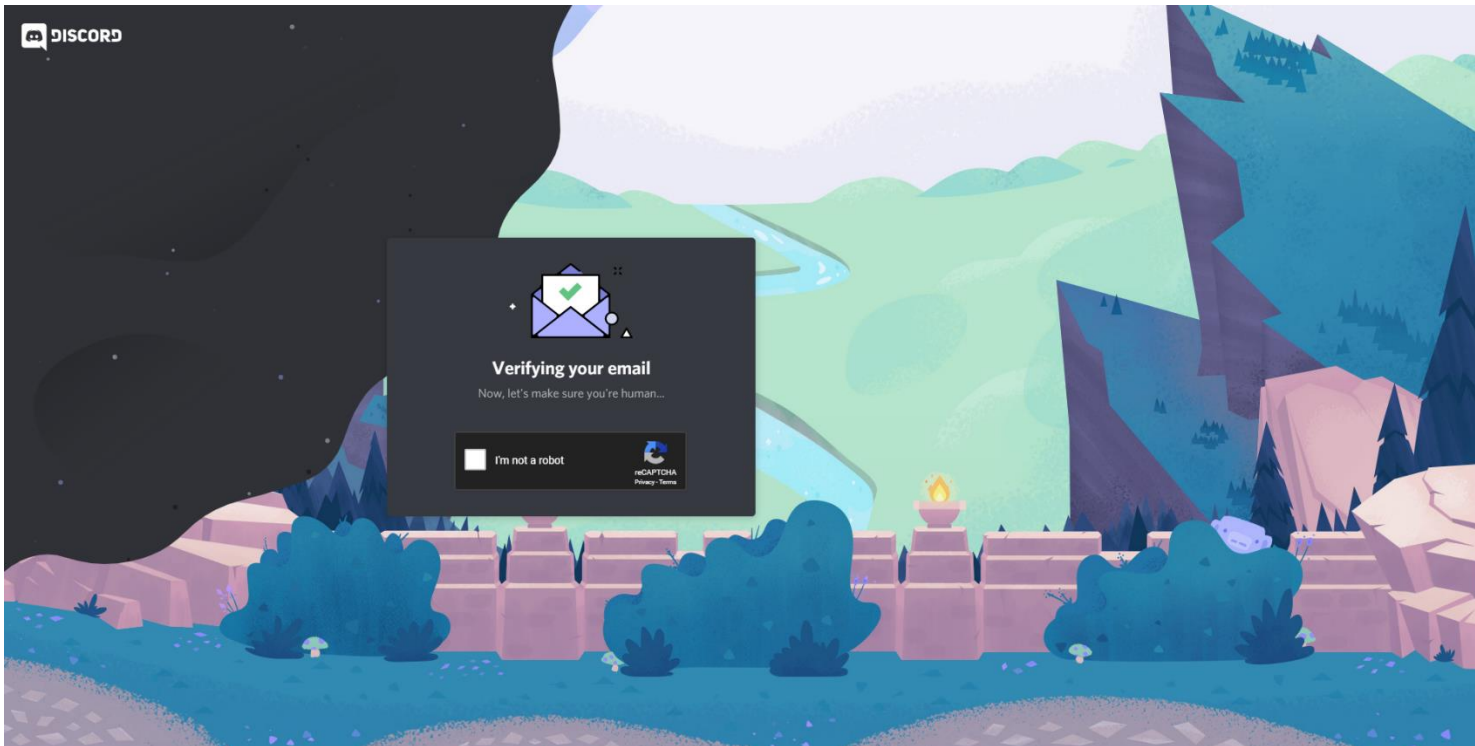 DISCORD
Verifying your email
Now, let's make sure you're human...
I'm not a robot
reCAPTCHA
Privacy - Terms